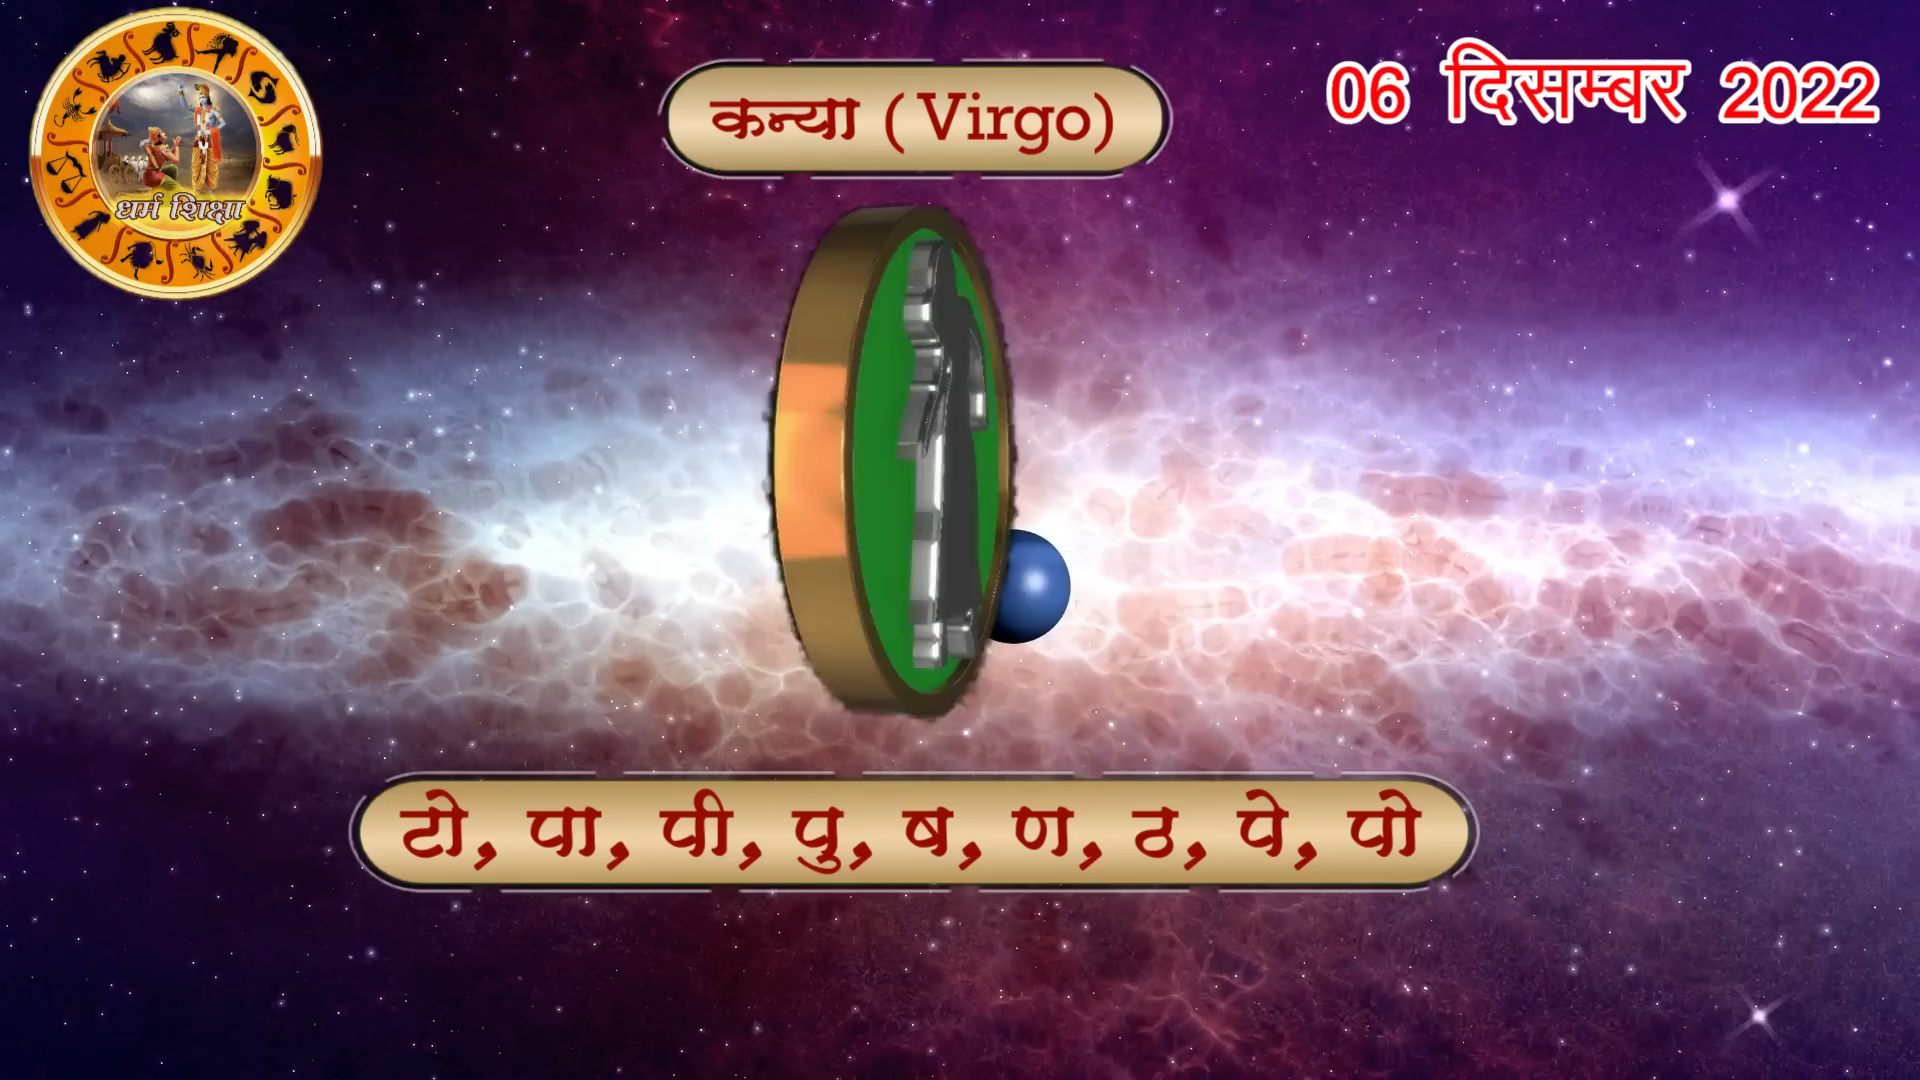 धर्म शिक्षा
कन्या (Virgo)
06 दिसम्बर 2022
टो, पा, पी, पु, ष, ण, ठ, पे, पो